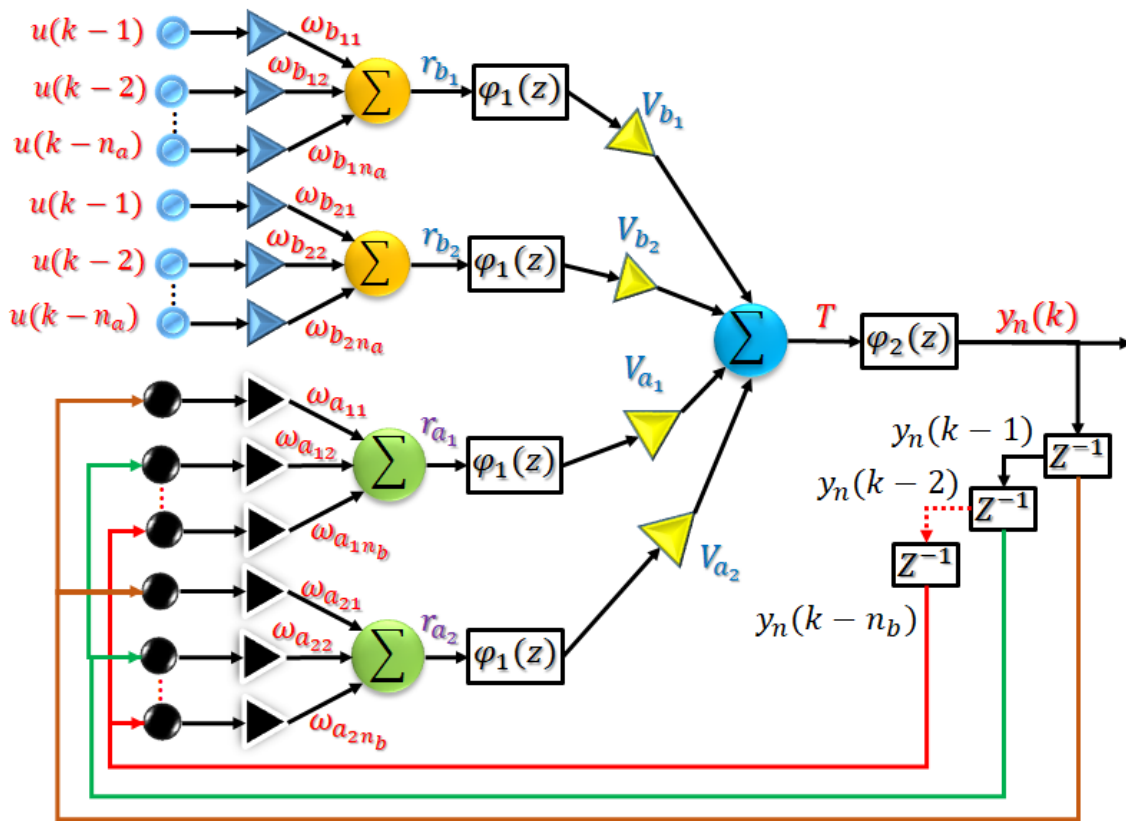 u(k − 1)
ω_{b_{11}}
u(k − 2)
ω_{b_{12}}
u(k − n_a)
ω_{b_{1n_a}}
∑
r_{b_1}
φ_1(z)
V_{b_1}
u(k − 1)
ω_{b_{21}}
u(k − 2)
ω_{b_{22}}
u(k − n_a)
ω_{b_{2n_a}}
∑
r_{b_2}
φ_1(z)
V_{b_2}
∑
T
φ_2(z)
y_n(k)
ω_{a_{11}}
ω_{a_{12}}
ω_{a_{1n_b}}
∑
r_{a_1}
φ_1(z)
V_{a_1}
ω_{a_{21}}
ω_{a_{22}}
ω_{a_{2n_b}}
∑
r_{a_2}
φ_1(z)
V_{a_2}
y_n(k − 1)
Z^{−1}
y_n(k − 2)
Z^{−1}
Z^{−1}
y_n(k − n_b)